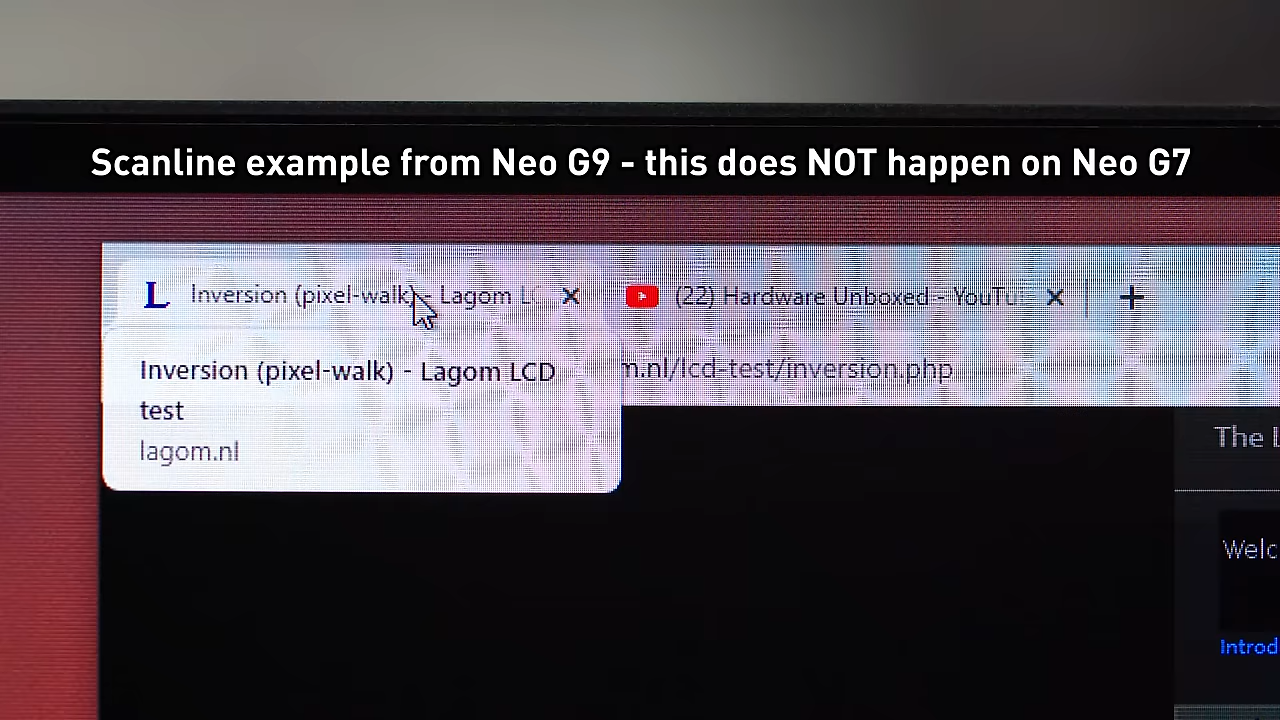 Scanline example from Neo G9 - this does NOT happen on Neo G7
L Inversion (pixel-walk) - Lagom L
(22) Hardware Unboxed - YouTu
Inversion (pixel-walk) - Lagom LCD
test
lagom.nl
m.nl/lcd-test/inversion.php
The l
Welc
Introd